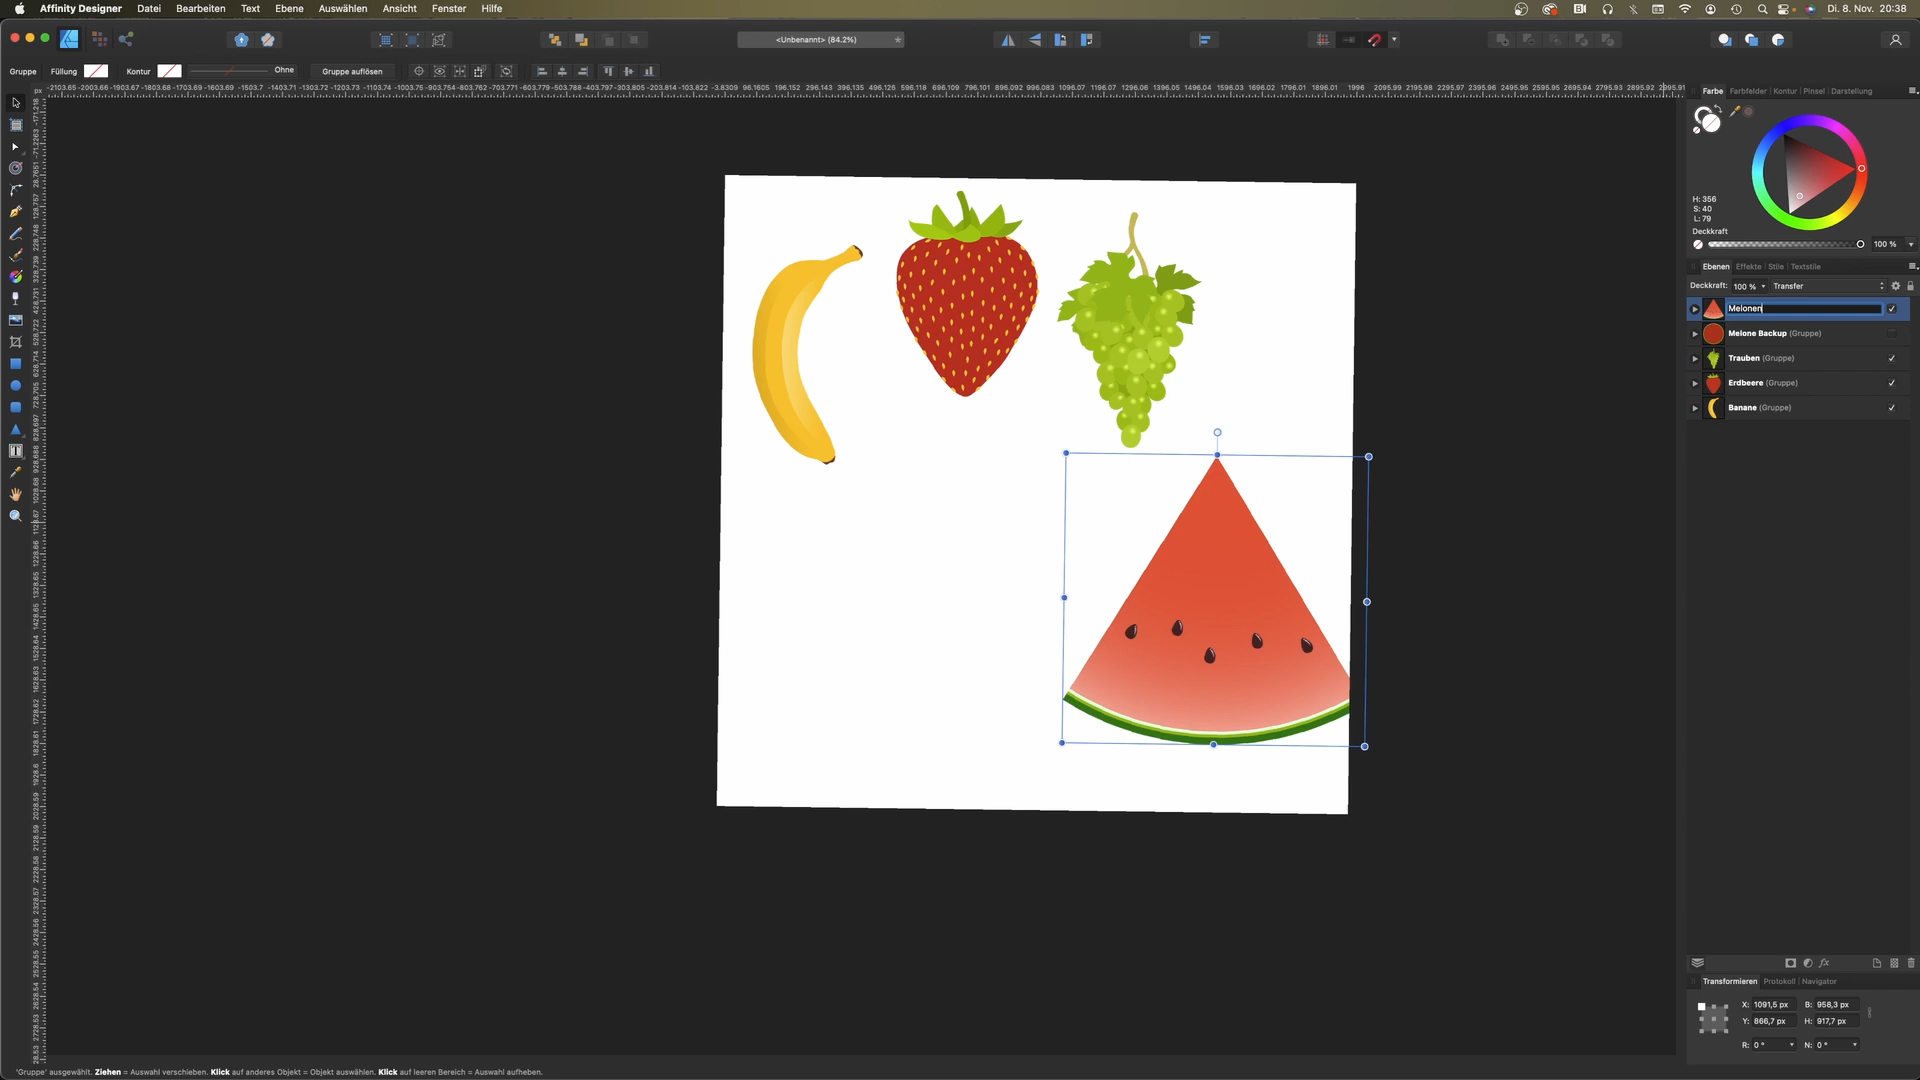 Affinity Designer Datei Bearbeiten Text Ebene Auswählen Ansicht Fenster Hilfe Di. 8. Nov. 20:38
<Unbenannt> (84.2%)
Gruppe Füllung Kontur Ohne Gruppe auflösen
px
Farbe Farbfelder Kontur Pinsel Darstellung
H: 356
S: 40
L: 79
Deckkraft
100 %
Ebenen Effekte Stile Textstile
Deckkraft: 100 % Transfer
Melonen
Melone Backup (Gruppe)
Trauben (Gruppe)
Erdbeere (Gruppe)
Banane (Gruppe)
Transformieren Protokoll Navigator
X: 1091,5 px B: 958,3 px
Y: 866,7 px H: 917,7 px
R: 0 ° N: 0 °
'Gruppe' ausgewählt. Ziehen = Auswahl verschieben. Klick auf anderes Objekt = Objekt auswählen. Klick auf leeren Bereich = Auswahl aufheben.